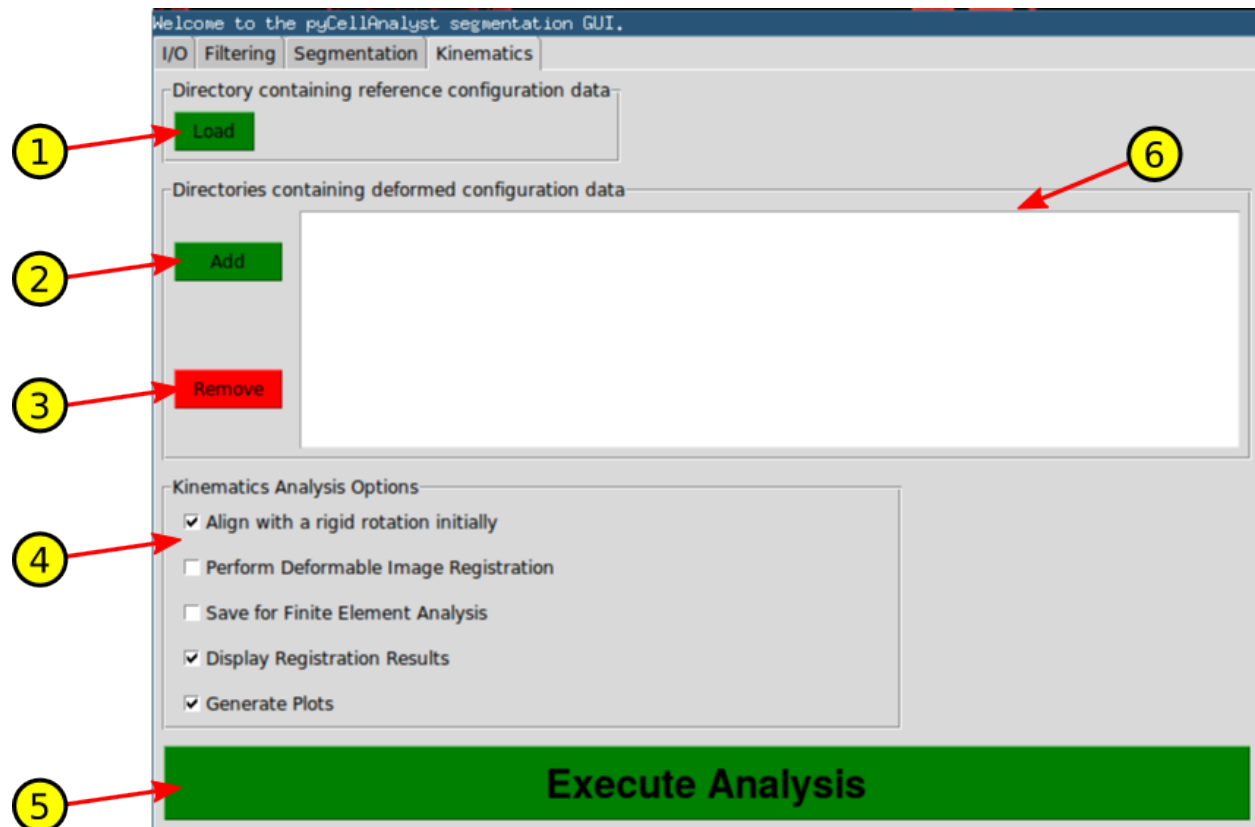 Welcome to the pyCellAnalyst segmentation GUI.
I/O Filtering Segmentation Kinematics
Directory containing reference configuration data
Load
1
6
Directories containing deformed configuration data
Add
2
Remove
3
Kinematics Analysis Options
Align with a rigid rotation initially
4
Perform Deformable Image Registration
Save for Finite Element Analysis
Display Registration Results
Generate Plots
Execute Analysis
5